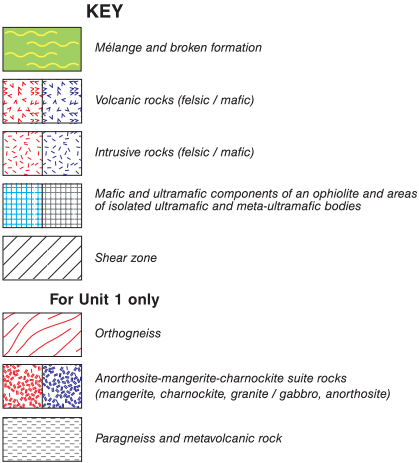 KEY
Mélange and broken formation
Volcanic rocks (felsic / mafic)
Intrusive rocks (felsic / mafic)
Mafic and ultramafic components of an ophiolite and areas
of isolated ultramafic and meta-ultramafic bodies
Shear zone
For Unit 1 only
Orthogneiss
Anorthosite-mangerite-charnockite suite rocks
(mangerite, charnockite, granite / gabbro, anorthosite)
Paragneiss and metavolcanic rock